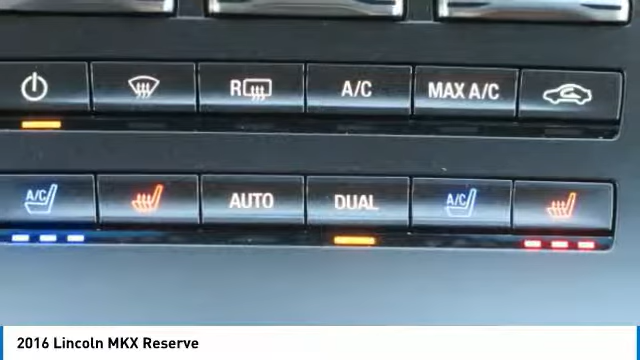 R A/C MAX A/C
A/C AUTO DUAL A/C
2016 Lincoln MKX Reserve